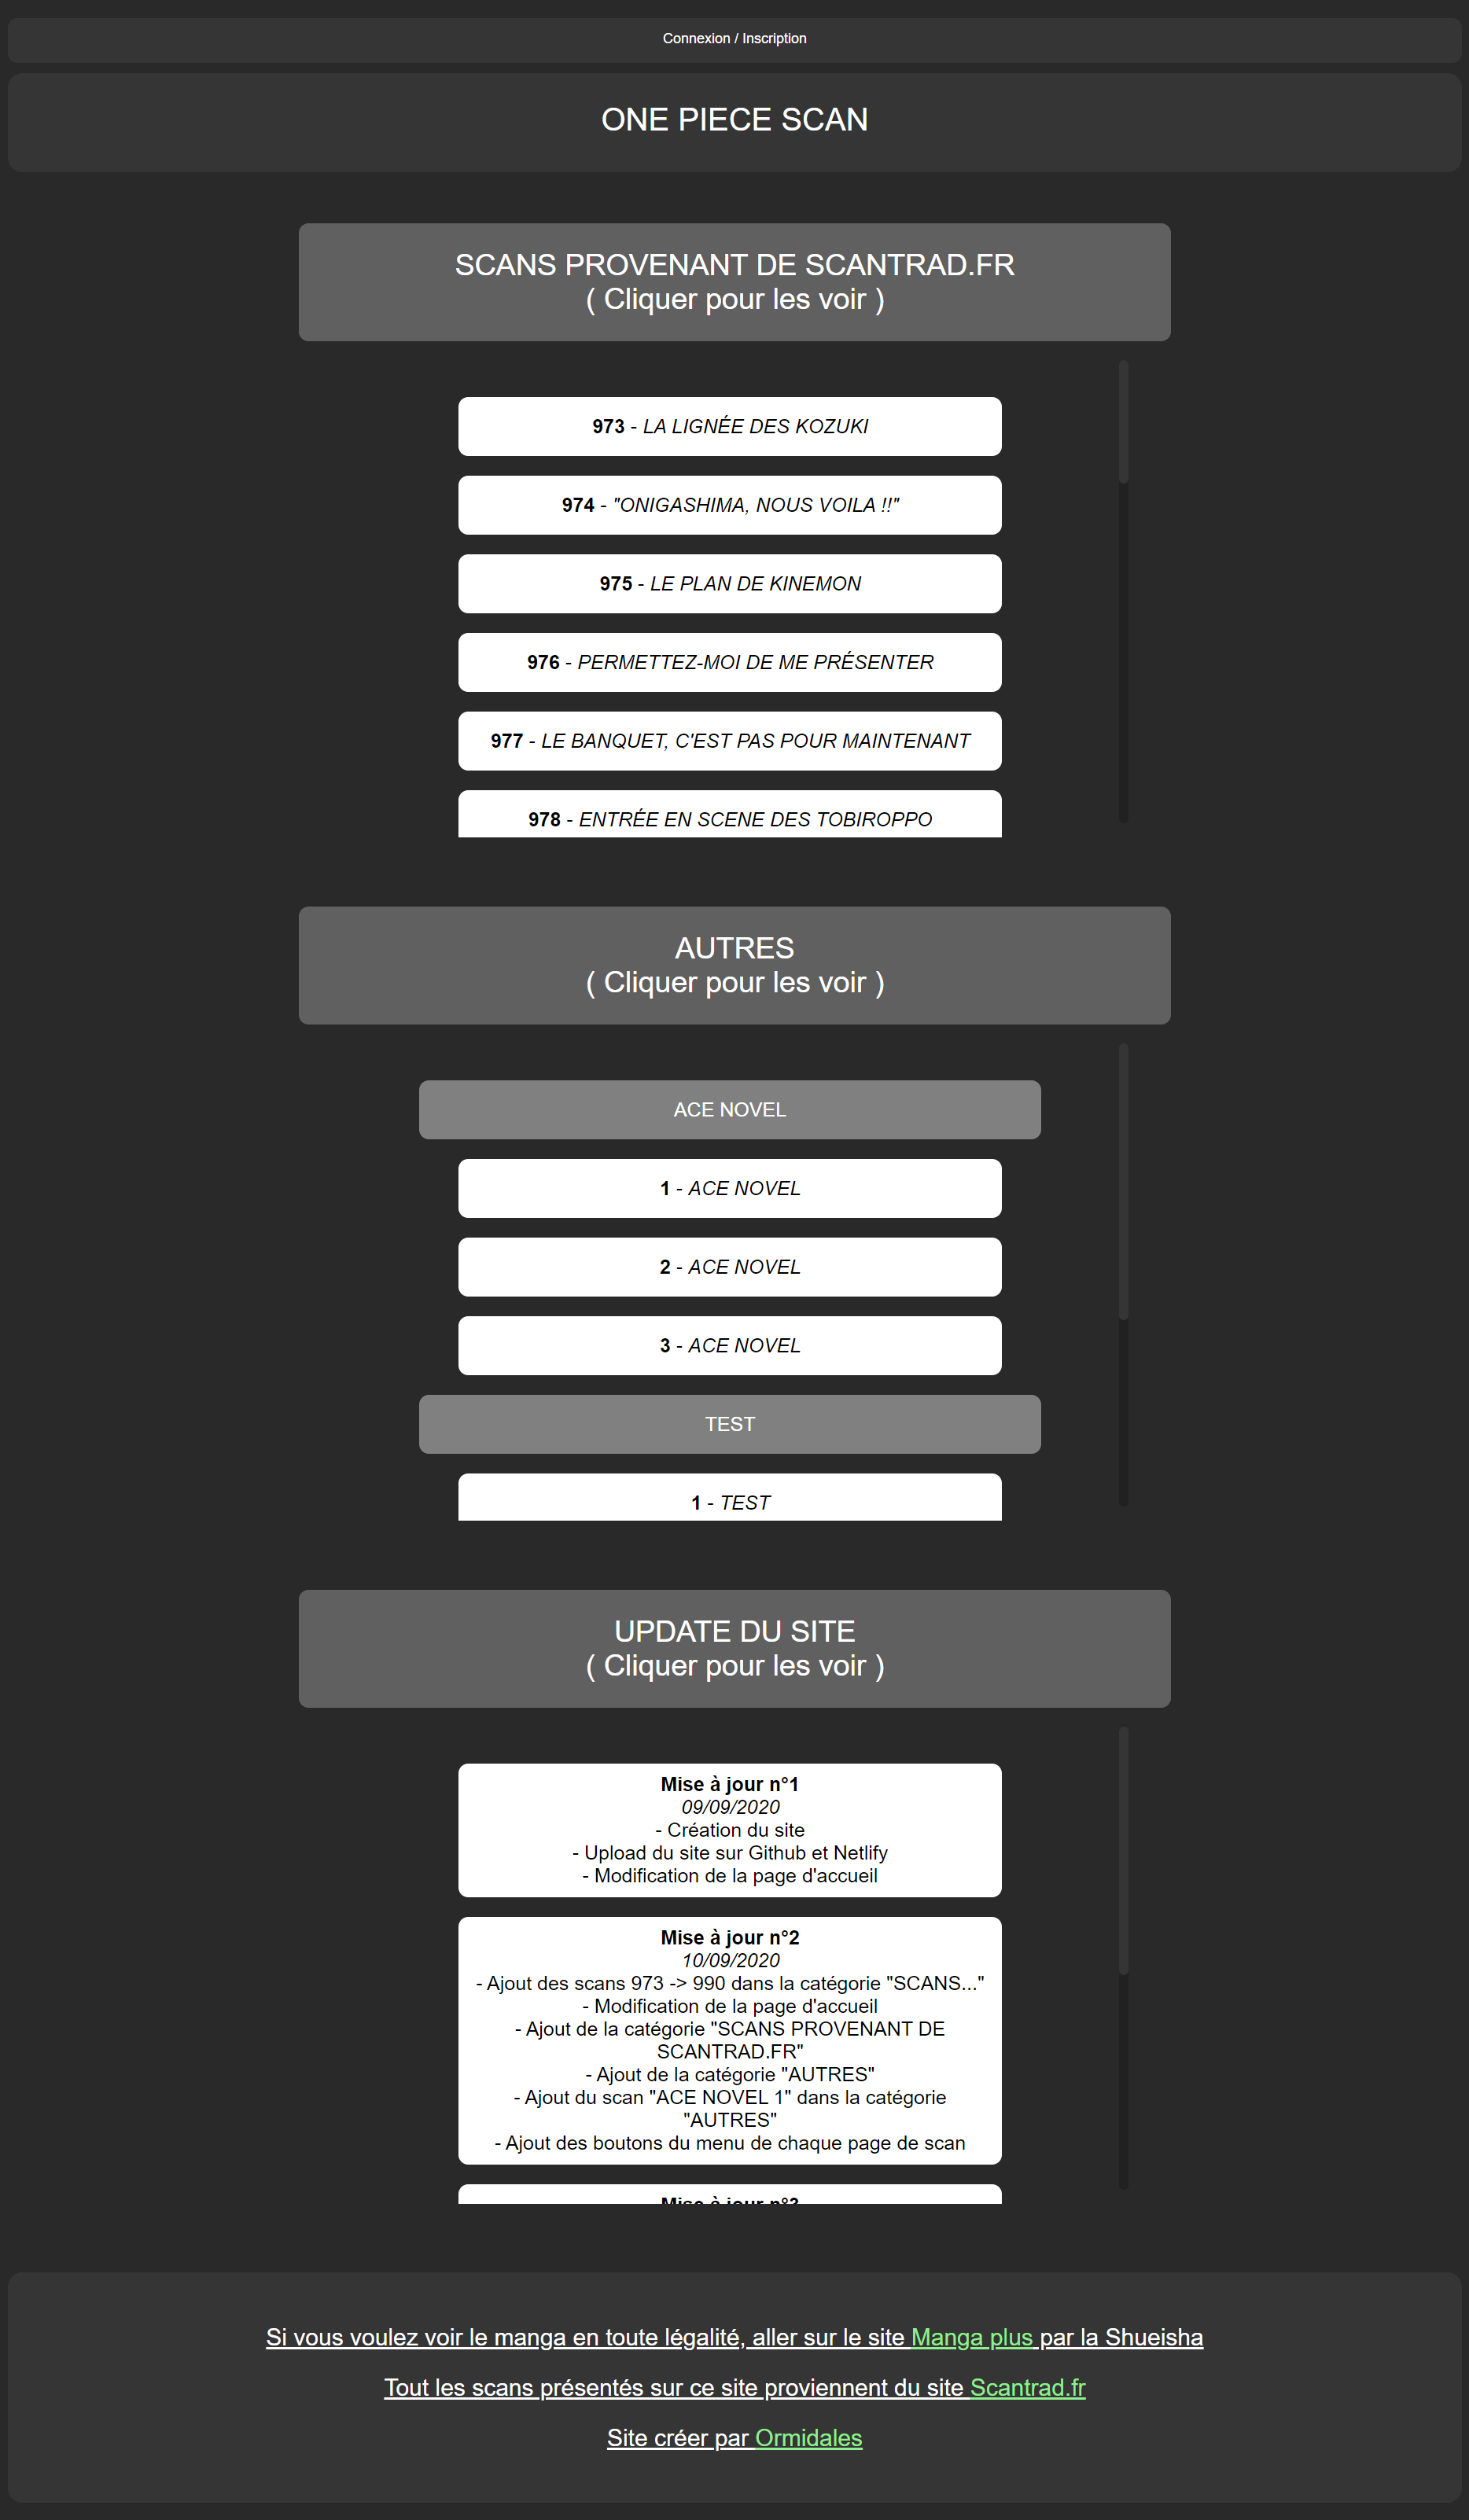 Connexion / Inscription
ONE PIECE SCAN
SCANS PROVENANT DE SCANTRAD.FR
( Cliquer pour les voir )
973 - LA LIGNÉE DES KOZUKI
974 - "ONIGASHIMA, NOUS VOILA !!"
975 - LE PLAN DE KINEMON
976 - PERMETTEZ-MOI DE ME PRÉSENTER
977 - LE BANQUET, C'EST PAS POUR MAINTENANT
978 - ENTRÉE EN SCENE DES TOBIROPPO
AUTRES
( Cliquer pour les voir )
ACE NOVEL
1 - ACE NOVEL
2 - ACE NOVEL
3 - ACE NOVEL
TEST
1 - TEST
UPDATE DU SITE
( Cliquer pour les voir )
Mise à jour n°1
09/09/2020
- Création du site
- Upload du site sur Github et Netlify
- Modification de la page d'accueil
Mise à jour n°2
10/09/2020
- Ajout des scans 973 -> 990 dans la catégorie "SCANS..."
- Modification de la page d'accueil
- Ajout de la catégorie "SCANS PROVENANT DE
SCANTRAD.FR"
- Ajout de la catégorie "AUTRES"
- Ajout du scan "ACE NOVEL 1" dans la catégorie
"AUTRES"
- Ajout des boutons du menu de chaque page de scan
Mise à jour n°3
Si vous voulez voir le manga en toute légalité, aller sur le site Manga plus par la Shueisha
Tout les scans présentés sur ce site proviennent du site Scantrad.fr
Site créer par Ormidales